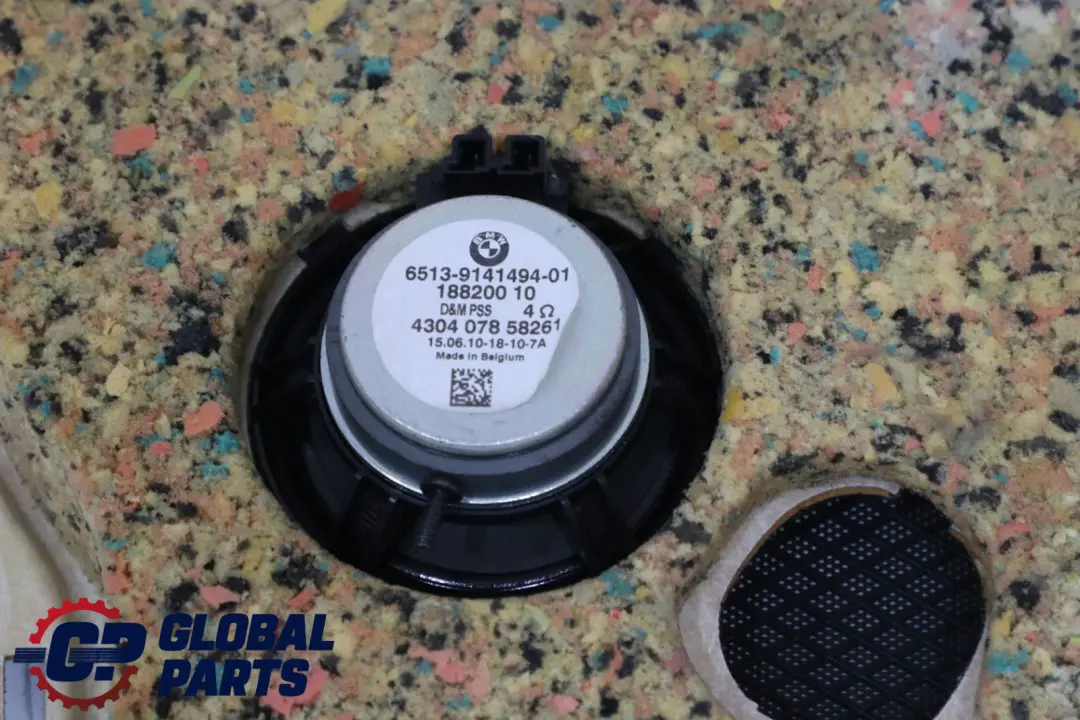 BMW
6513-9141494-01
188200 10
D&M PSS 4 Ω
4304 078 58261
15.06.10-18-10-7A
Made in Belgium
GP GLOBAL
PARTS